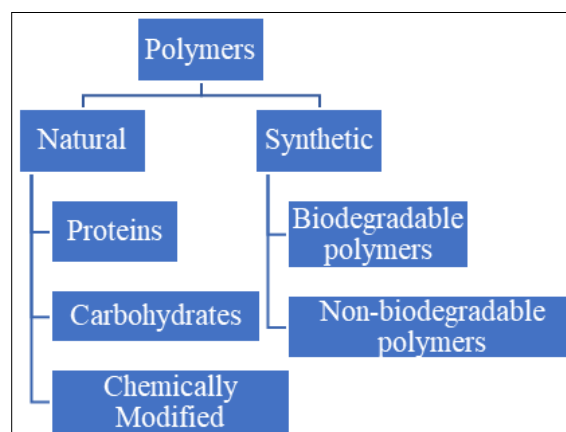 Polymers
Natural
Synthetic
Proteins
Carbohydrates
Chemically
Modified
Biodegradable
polymers
Non-biodegradable
polymers